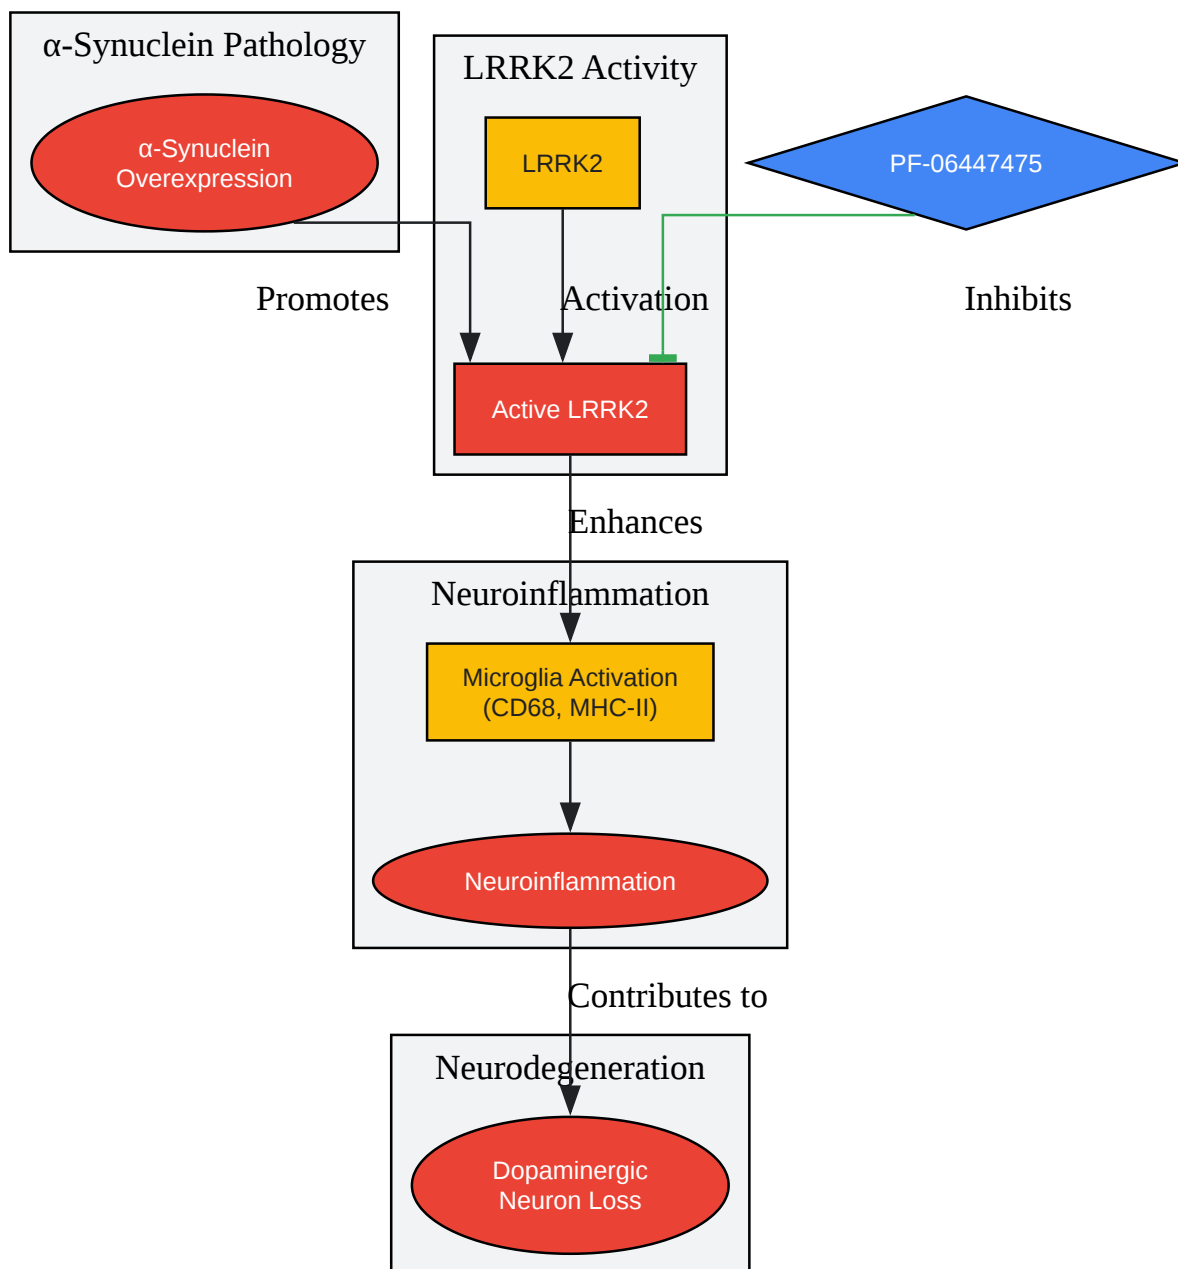 α-Synuclein Pathology
α-Synuclein
Overexpression
LRRK2 Activity
LRRK2
PF-06447475
Promotes
Activation
Inhibits
Active LRRK2
Enhances
Neuroinflammation
Microglia Activation
(CD68, MHC-II)
Neuroinflammation
Contributes to
Neurodegeneration
Dopaminergic
Neuron Loss